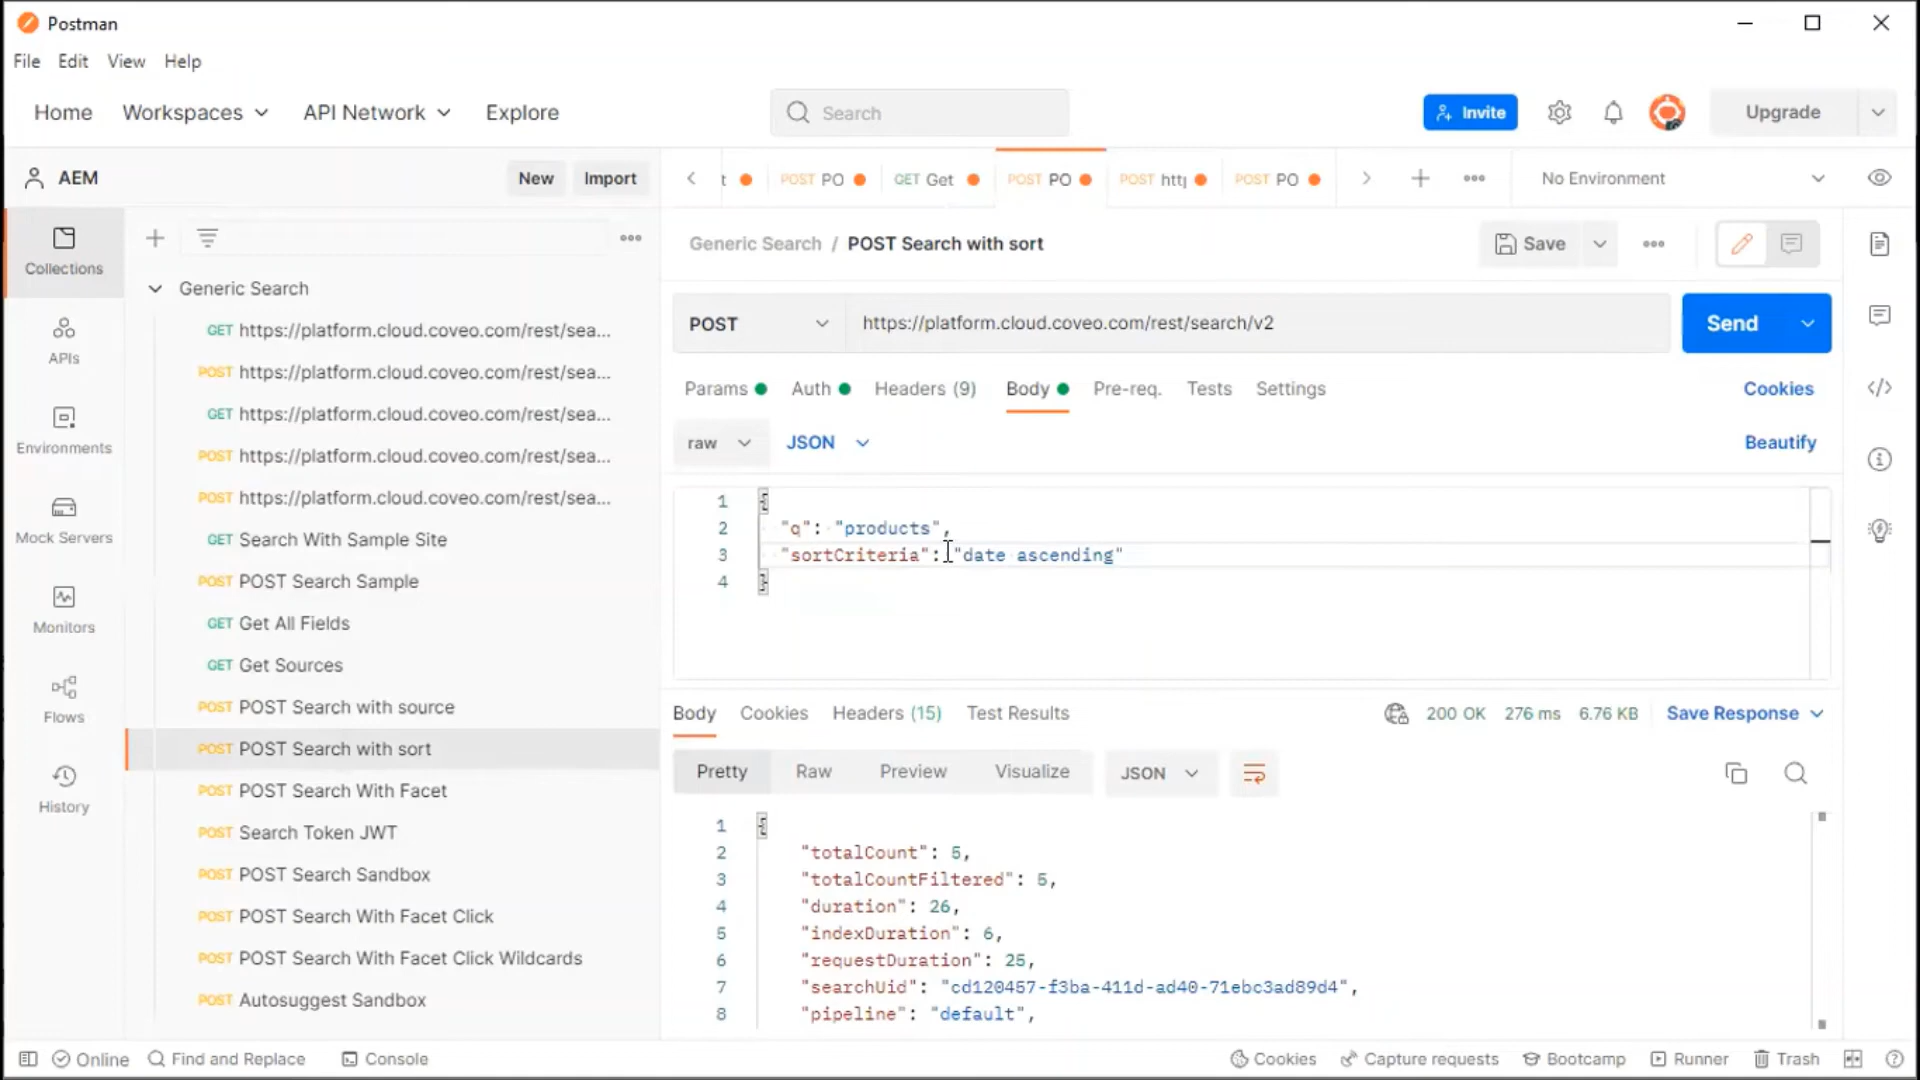 Postman
File Edit View Help
Home Workspaces API Network Explore Search Invite Upgrade
AEM New Import t POST PO GET Get POST PO POST http POST PO No Environment
Generic Search / POST Search with sort Save
POST https://platform.cloud.coveo.com/rest/search/v2 Send
Params Auth Headers (9) Body Pre-req. Tests Settings Cookies
raw JSON Beautify
1 {
2 "q": "products",
3 "sortCriteria": "date ascending"
4 }
Collections
APIs
Environments
Mock Servers
Monitors
Flows
History
Generic Search
GET https://platform.cloud.coveo.com/rest/sea...
POST https://platform.cloud.coveo.com/rest/sea...
GET https://platform.cloud.coveo.com/rest/sea...
POST https://platform.cloud.coveo.com/rest/sea...
POST https://platform.cloud.coveo.com/rest/sea...
GET Search With Sample Site
POST POST Search Sample
GET Get All Fields
GET Get Sources
POST POST Search with source
POST POST Search with sort
POST POST Search With Facet
POST Search Token JWT
POST POST Search Sandbox
POST POST Search With Facet Click
POST POST Search With Facet Click Wildcards
POST Autosuggest Sandbox
Body Cookies Headers (15) Test Results 200 OK 276 ms 6.76 KB Save Response
Pretty Raw Preview Visualize JSON
1 {
2 "totalCount": 5,
3 "totalCountFiltered": 5,
4 "duration": 26,
5 "indexDuration": 6,
6 "requestDuration": 25,
7 "searchUid": "cd120457-f3ba-411d-ad40-71ebc3ad89d4",
8 "pipeline": "default",
Online Find and Replace Console Cookies Capture requests Bootcamp Runner Trash